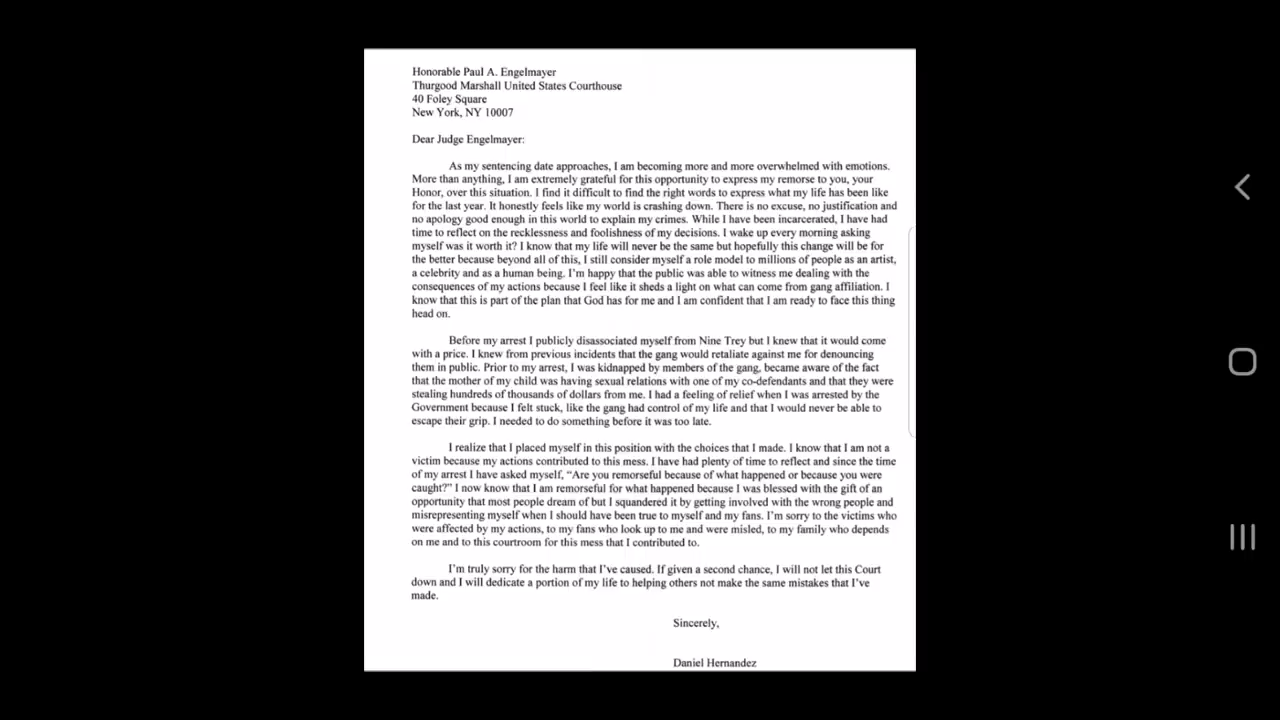 Honorable Paul A. Engelmayer
Thurgood Marshall United States Courthouse
40 Foley Square
New York, NY 10007
Dear Judge Engelmayer:
As my sentencing date approaches, I am becoming more and more overwhelmed with emotions.
More than anything, I am extremely grateful for this opportunity to express my remorse to you, your
Honor, over this situation. I find it difficult to find the right words to express what my life has been like
for the last year. It honestly feels like my world is crashing down. There is no excuse, no justification and
no apology good enough in this world to explain my crimes. While I have been incarcerated, I have had
time to reflect on the recklessness and foolishness of my decisions. I wake up every morning asking
myself was it worth it? I know that my life will never be the same but hopefully this change will be for
the better because beyond all of this, I still consider myself a role model to millions of people as an artist,
a celebrity and as a human being. I'm happy that the public was able to witness me dealing with the
consequences of my actions because I feel like it sheds a light on what can come from gang affiliation. I
know that this is part of the plan that God has for me and I am confident that I am ready to face this thing
head on.
Before my arrest I publicly disassociated myself from Nine Trey but I knew that it would come
with a price. I knew from previous incidents that the gang would retaliate against me for denouncing
them in public. Prior to my arrest, I was kidnapped by members of the gang, became aware of the fact
that the mother of my child was having sexual relations with one of my co-defendants and that they were
stealing hundreds of thousands of dollars from me. I had a feeling of relief when I was arrested by the
Government because I felt stuck, like the gang had control of my life and that I would never be able to
escape their grip. I needed to do something before it was too late.
I realize that I placed myself in this position with the choices that I made. I know that I am not a
victim because my actions contributed to this mess. I have had plenty of time to reflect and since the time
of my arrest I have asked myself, “Are you remorseful because of what happened or because you were
caught?” I now know that I am remorseful for what happened because I was blessed with the gift of an
opportunity that most people dream of but I squandered it by getting involved with the wrong people and
misrepresenting myself when I should have been true to myself and my fans. I'm sorry to the victims who
were affected by my actions, to my fans who look up to me and were misled, to my family who depends
on me and to this courtroom for this mess that I contributed to.
I'm truly sorry for the harm that I've caused. If given a second chance, I will not let this Court
down and I will dedicate a portion of my life to helping others not make the same mistakes that I've
made.
Sincerely,
Daniel Hernandez